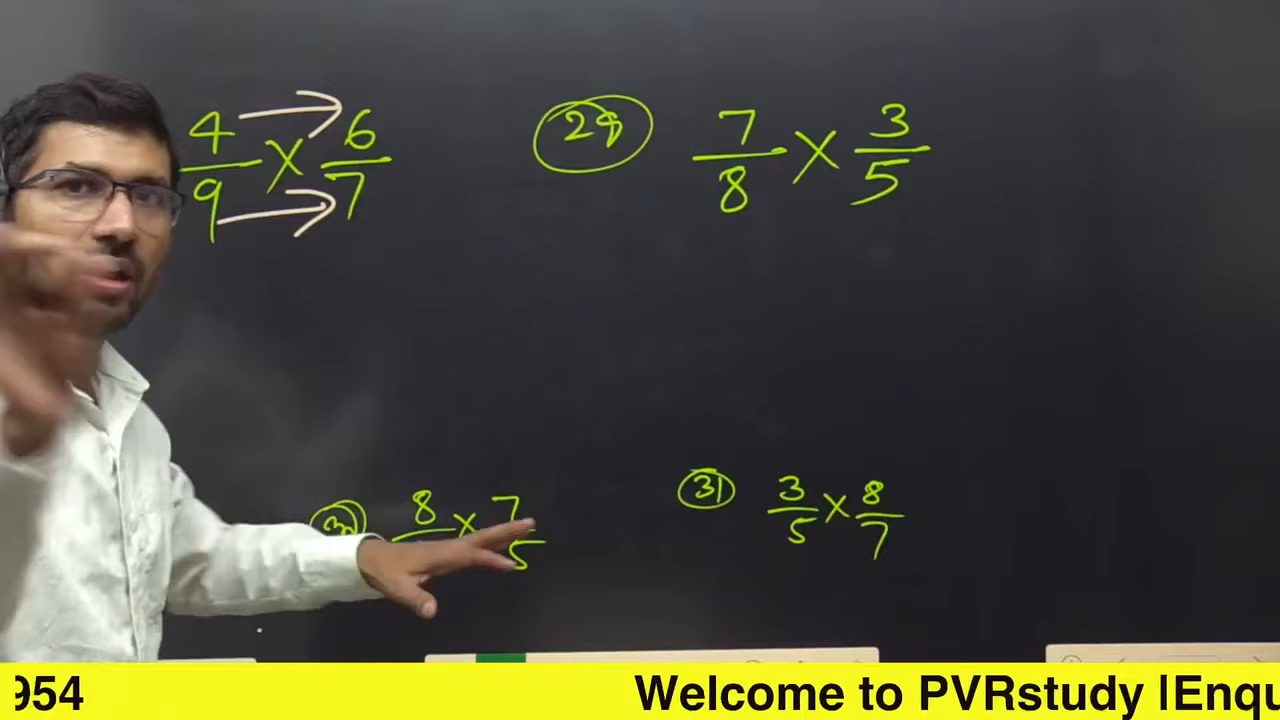 4/9 × 6/7
29 7/8 × 3/5
30 8/ × 7/5
31 3/5 × 8/7
954 Welcome to PVRstudy |Enqu